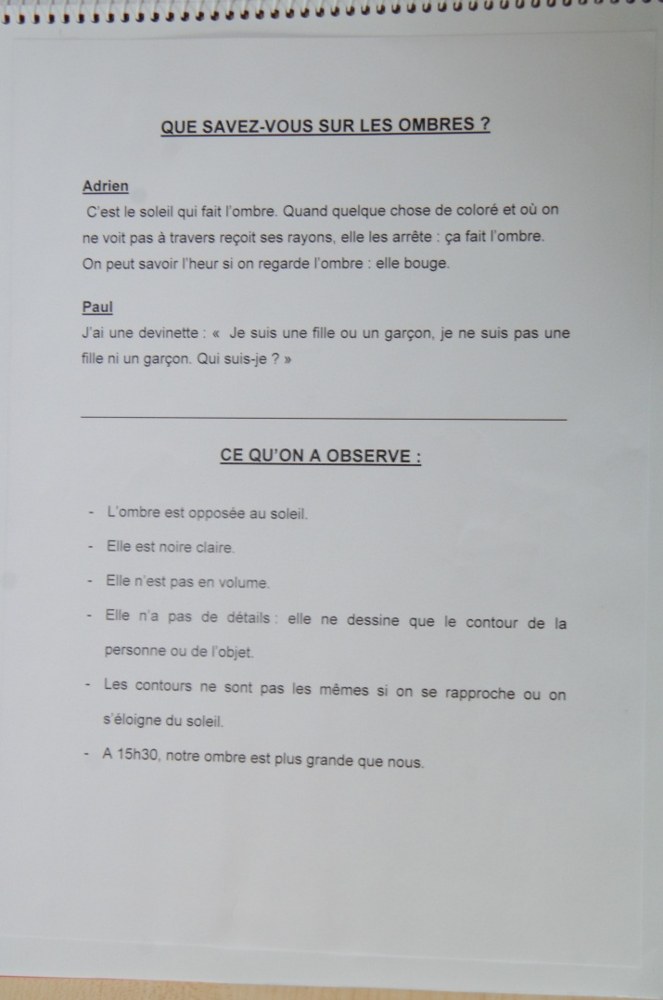 QUE SAVEZ-VOUS SUR LES OMBRES ?
Adrien
C'est le soleil qui fait l'ombre. Quand quelque chose de coloré et où on
ne voit pas à travers reçoit ses rayons, elle les arrête : ça fait l'ombre.
On peut savoir l'heur si on regarde l'ombre : elle bouge.
Paul
J'ai une devinette : « Je suis une fille ou un garçon, je ne suis pas une
fille ni un garçon. Qui suis-je ? »
CE QU'ON A OBSERVE :
- L'ombre est opposée au soleil.
- Elle est noire claire.
- Elle n'est pas en volume.
- Elle n'a pas de détails : elle ne dessine que le contour de la
personne ou de l'objet.
- Les contours ne sont pas les mêmes si on se rapproche ou on
s'éloigne du soleil.
- A 15h30, notre ombre est plus grande que nous.